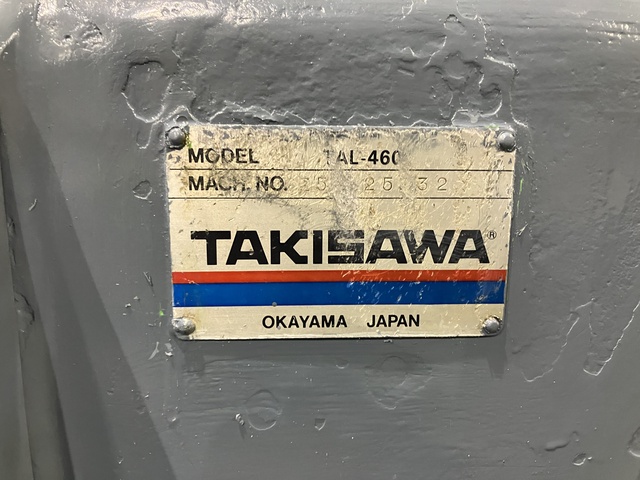 MODEL TAL-460
MACH. NO.
TAKISAWA®
OKAYAMA JAPAN